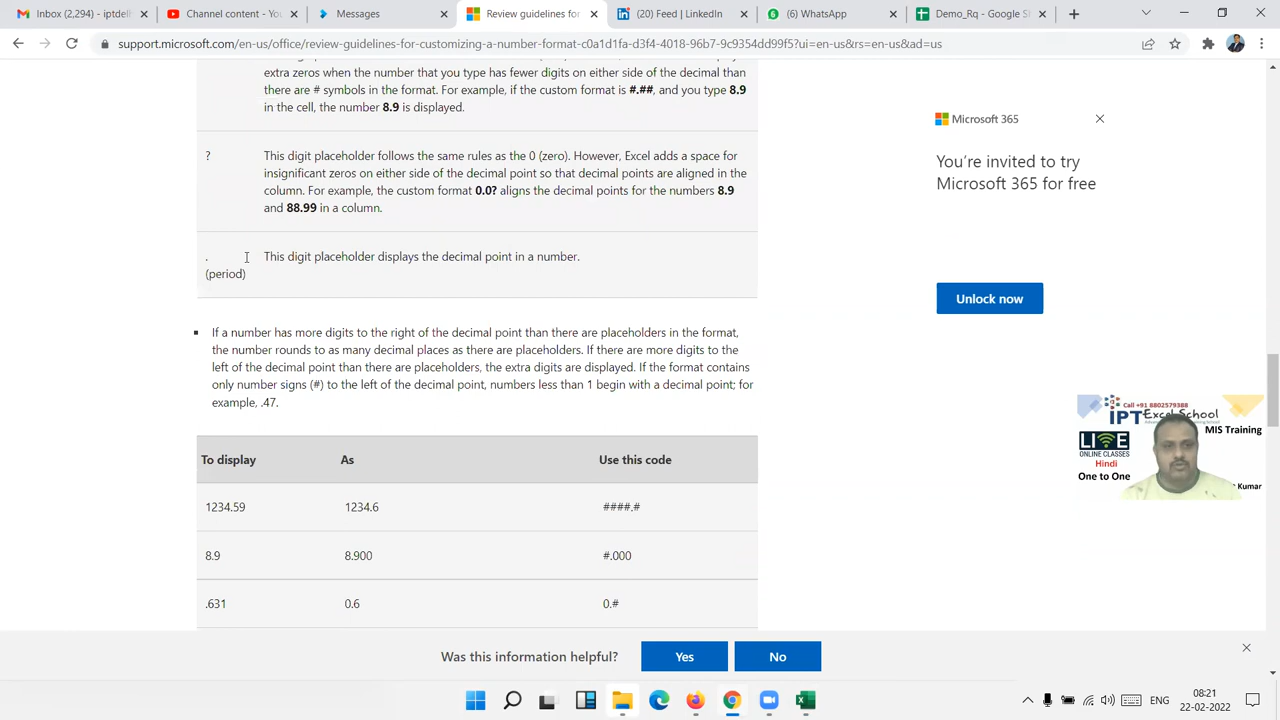 Inbox (2,294) - iptdelh
Channel content - You
Messages
Review guidelines for
(20) Feed | LinkedIn
(6) WhatsApp
Demo_Rq - Google S
support.microsoft.com/en-us/office/review-guidelines-for-customizing-a-number-format-c0a1d1fa-d3f4-4018-96b7-9c9354dd99f5?ui=en-us&rs=en-us&ad=us
extra zeros when the number that you type has fewer digits on either side of the decimal than
there are # symbols in the format. For example, if the custom format is #.##, and you type 8.9
in the cell, the number 8.9 is displayed.
? This digit placeholder follows the same rules as the 0 (zero). However, Excel adds a space for
insignificant zeros on either side of the decimal point so that decimal points are aligned in the
column. For example, the custom format 0.0? aligns the decimal points for the numbers 8.9
and 88.99 in a column.
. This digit placeholder displays the decimal point in a number.
(period)
If a number has more digits to the right of the decimal point than there are placeholders in the format,
the number rounds to as many decimal places as there are placeholders. If there are more digits to the
left of the decimal point than there are placeholders, the extra digits are displayed. If the format contains
only number signs (#) to the left of the decimal point, numbers less than 1 begin with a decimal point; for
example, .47.
To display As Use this code
1234.59 1234.6 ####.#
8.9 8.900 #.000
.631 0.6 0.#
Microsoft 365
You're invited to try
Microsoft 365 for free
Unlock now
Call +91 8802579388
IPT Excel School
MIS Training
LIVE
ONLINE CLASSES
Hindi
One to One
Kumar
Was this information helpful? Yes No
ENG
08:21
22-02-2022